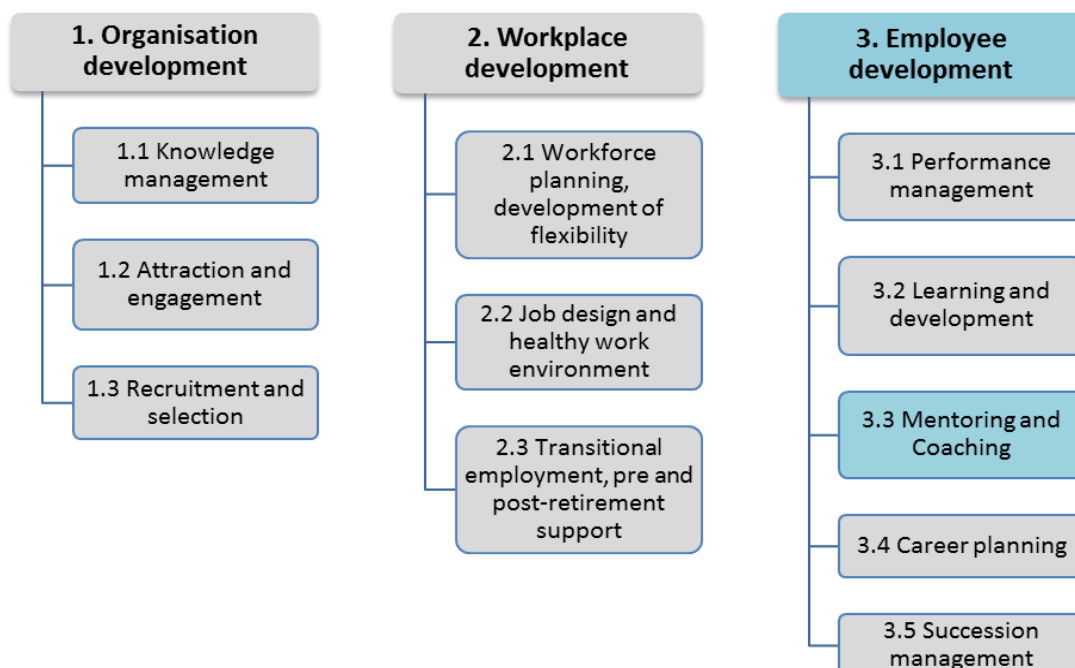 1. Organisation
development
1.1 Knowledge
management
1.2 Attraction and
engagement
1.3 Recruitment and
selection
2. Workplace
development
2.1 Workforce
planning,
development of
flexibility
2.2 Job design and
healthy work
environment
2.3 Transitional
employment, pre and
post-retirement
support
3. Employee
development
3.1 Performance
management
3.2 Learning and
development
3.3 Mentoring and
Coaching
3.4 Career planning
3.5 Succession
management